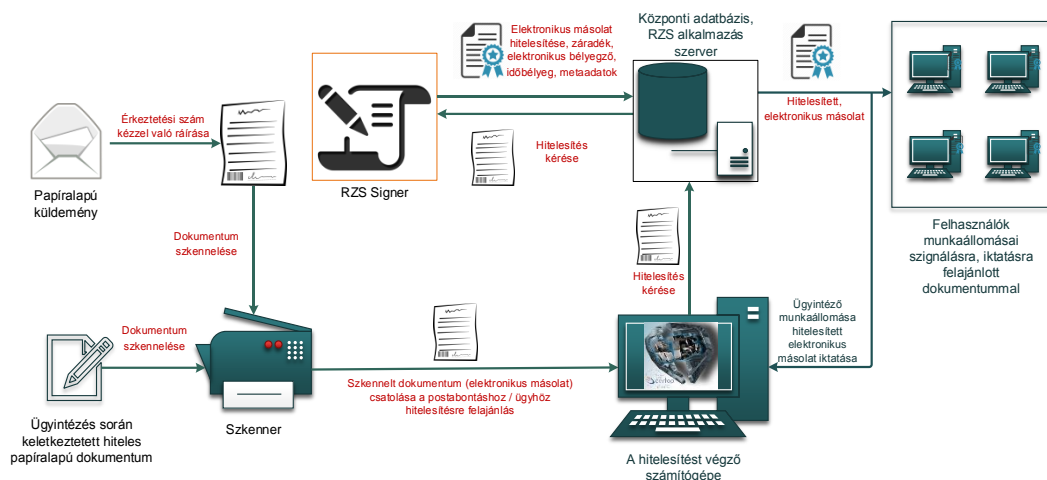 Elektronikus másolat
hitelesítése, záradék,
elektronikus bélyegző,
időbélyeg, metaadatok
Központi adatbázis,
RZS alkalmazás
szerver
Hitelesített,
elektronikus másolat
Érkeztetési szám
kézzel való ráírása
Papíralapú
küldemény
RZS Signer
Hitelesítés
kérése
Felhasználók
munkaállomásai
szignálásra, iktatásra
felajánlott
dokumentummal
Dokumentum
szkennelése
Hitelesítés
kérése
Ügyintéző
munkaállomása
hitelesített
elektronikus
másolat iktatása
Dokumentum
szkennelése
Szkennelt dokumentum (elektronikus másolat)
csatolása a postabontáshoz / ügyhöz
hitelesítésre felajánlás
Ügyintézés során
keletkeztetett hiteles
papíralapú dokumentum
Szkenner
A hitelesítést végző
számítógépe